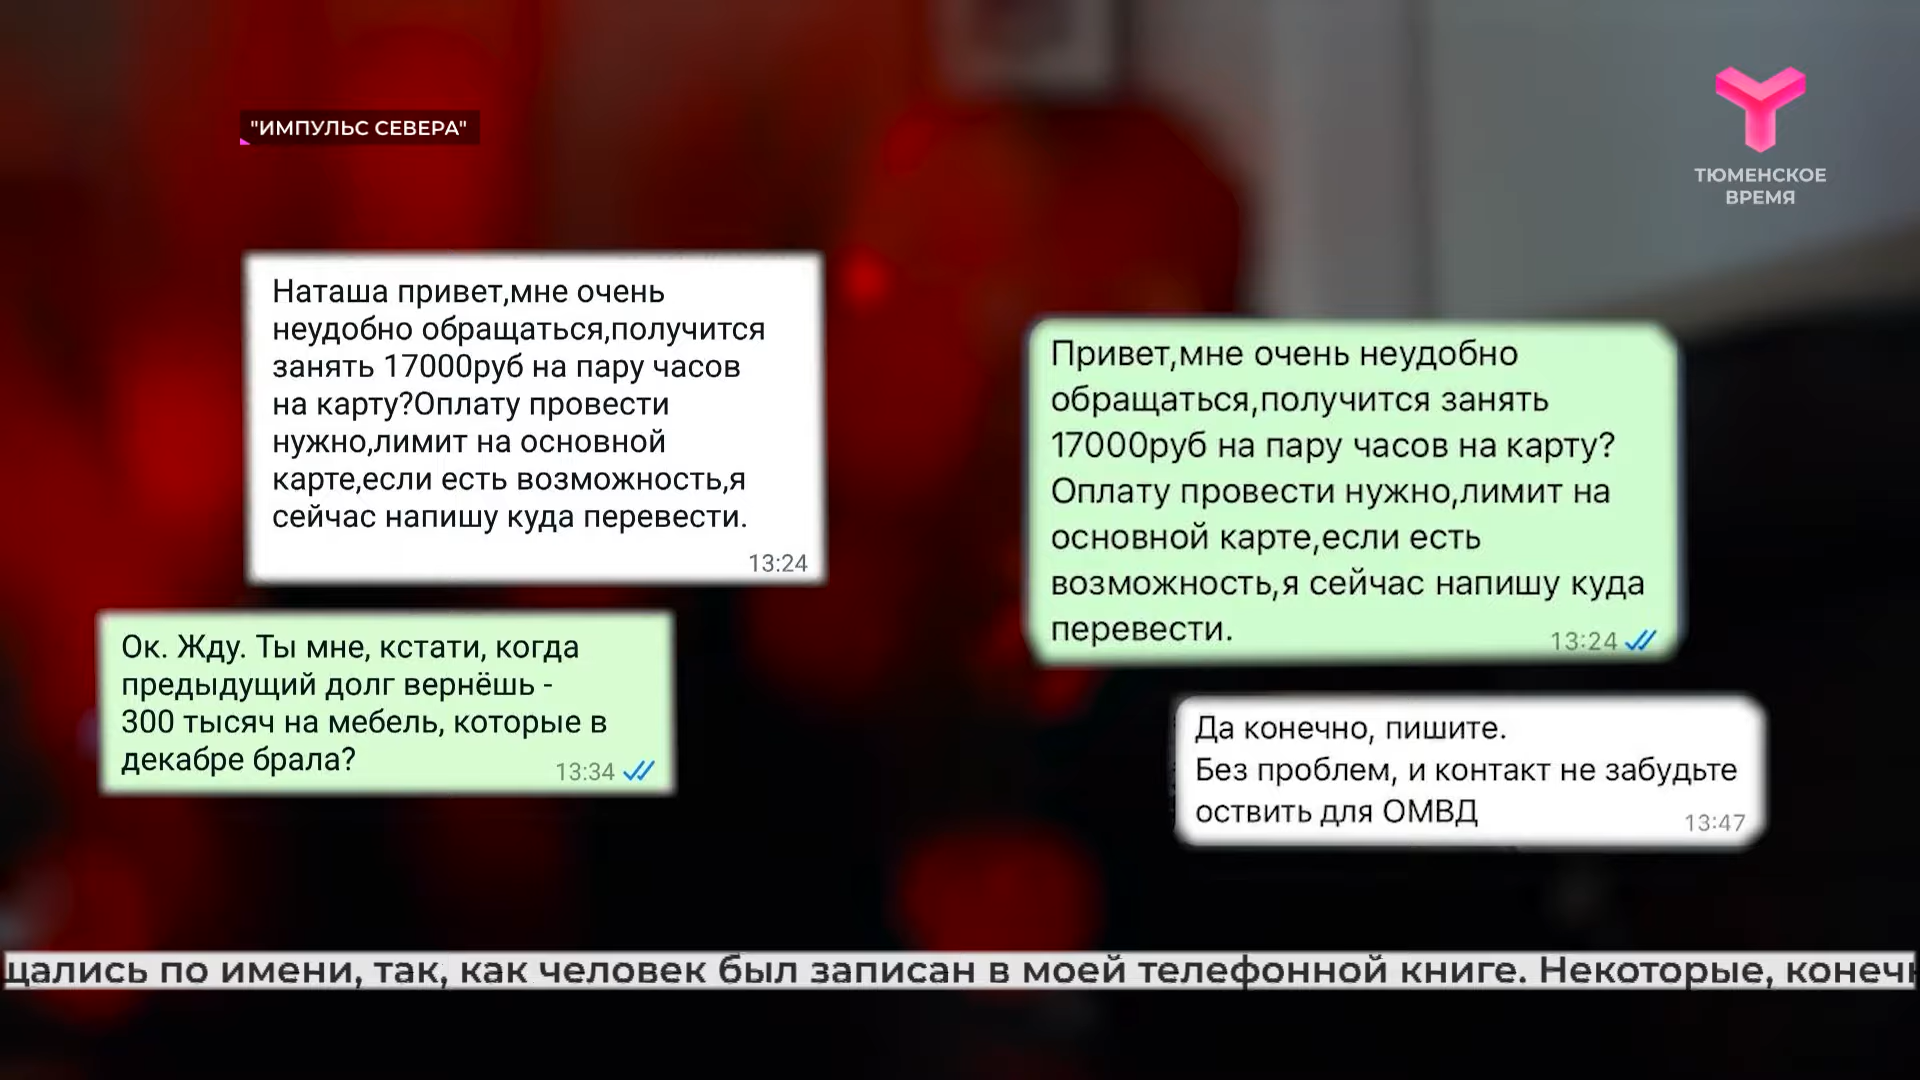 "ИМПУЛЬС СЕВЕРА"
ТЮМЕНСКОЕ
ВРЕМЯ
Наташа привет,мне очень
неудобно обращаться,получится
занять 17000руб на пару часов
на карту?Оплату провести
нужно,лимит на основной
карте,если есть возможность,я
сейчас напишу куда перевести.
13:24
Ок. Жду. Ты мне, кстати, когда
предыдущий долг вернёшь -
300 тысяч на мебель, которые в
декабре брала?
13:34
Привет,мне очень неудобно
обращаться,получится занять
17000руб на пару часов на карту?
Оплату провести нужно,лимит на
основной карте,если есть
возможность,я сейчас напишу куда
перевести.
13:24
Да конечно, пишите.
Без проблем, и контакт не забудьте
оствить для ОМВД
13:47
щались по имени, так, как человек был записан в моей телефонной книге. Некоторые, конечн